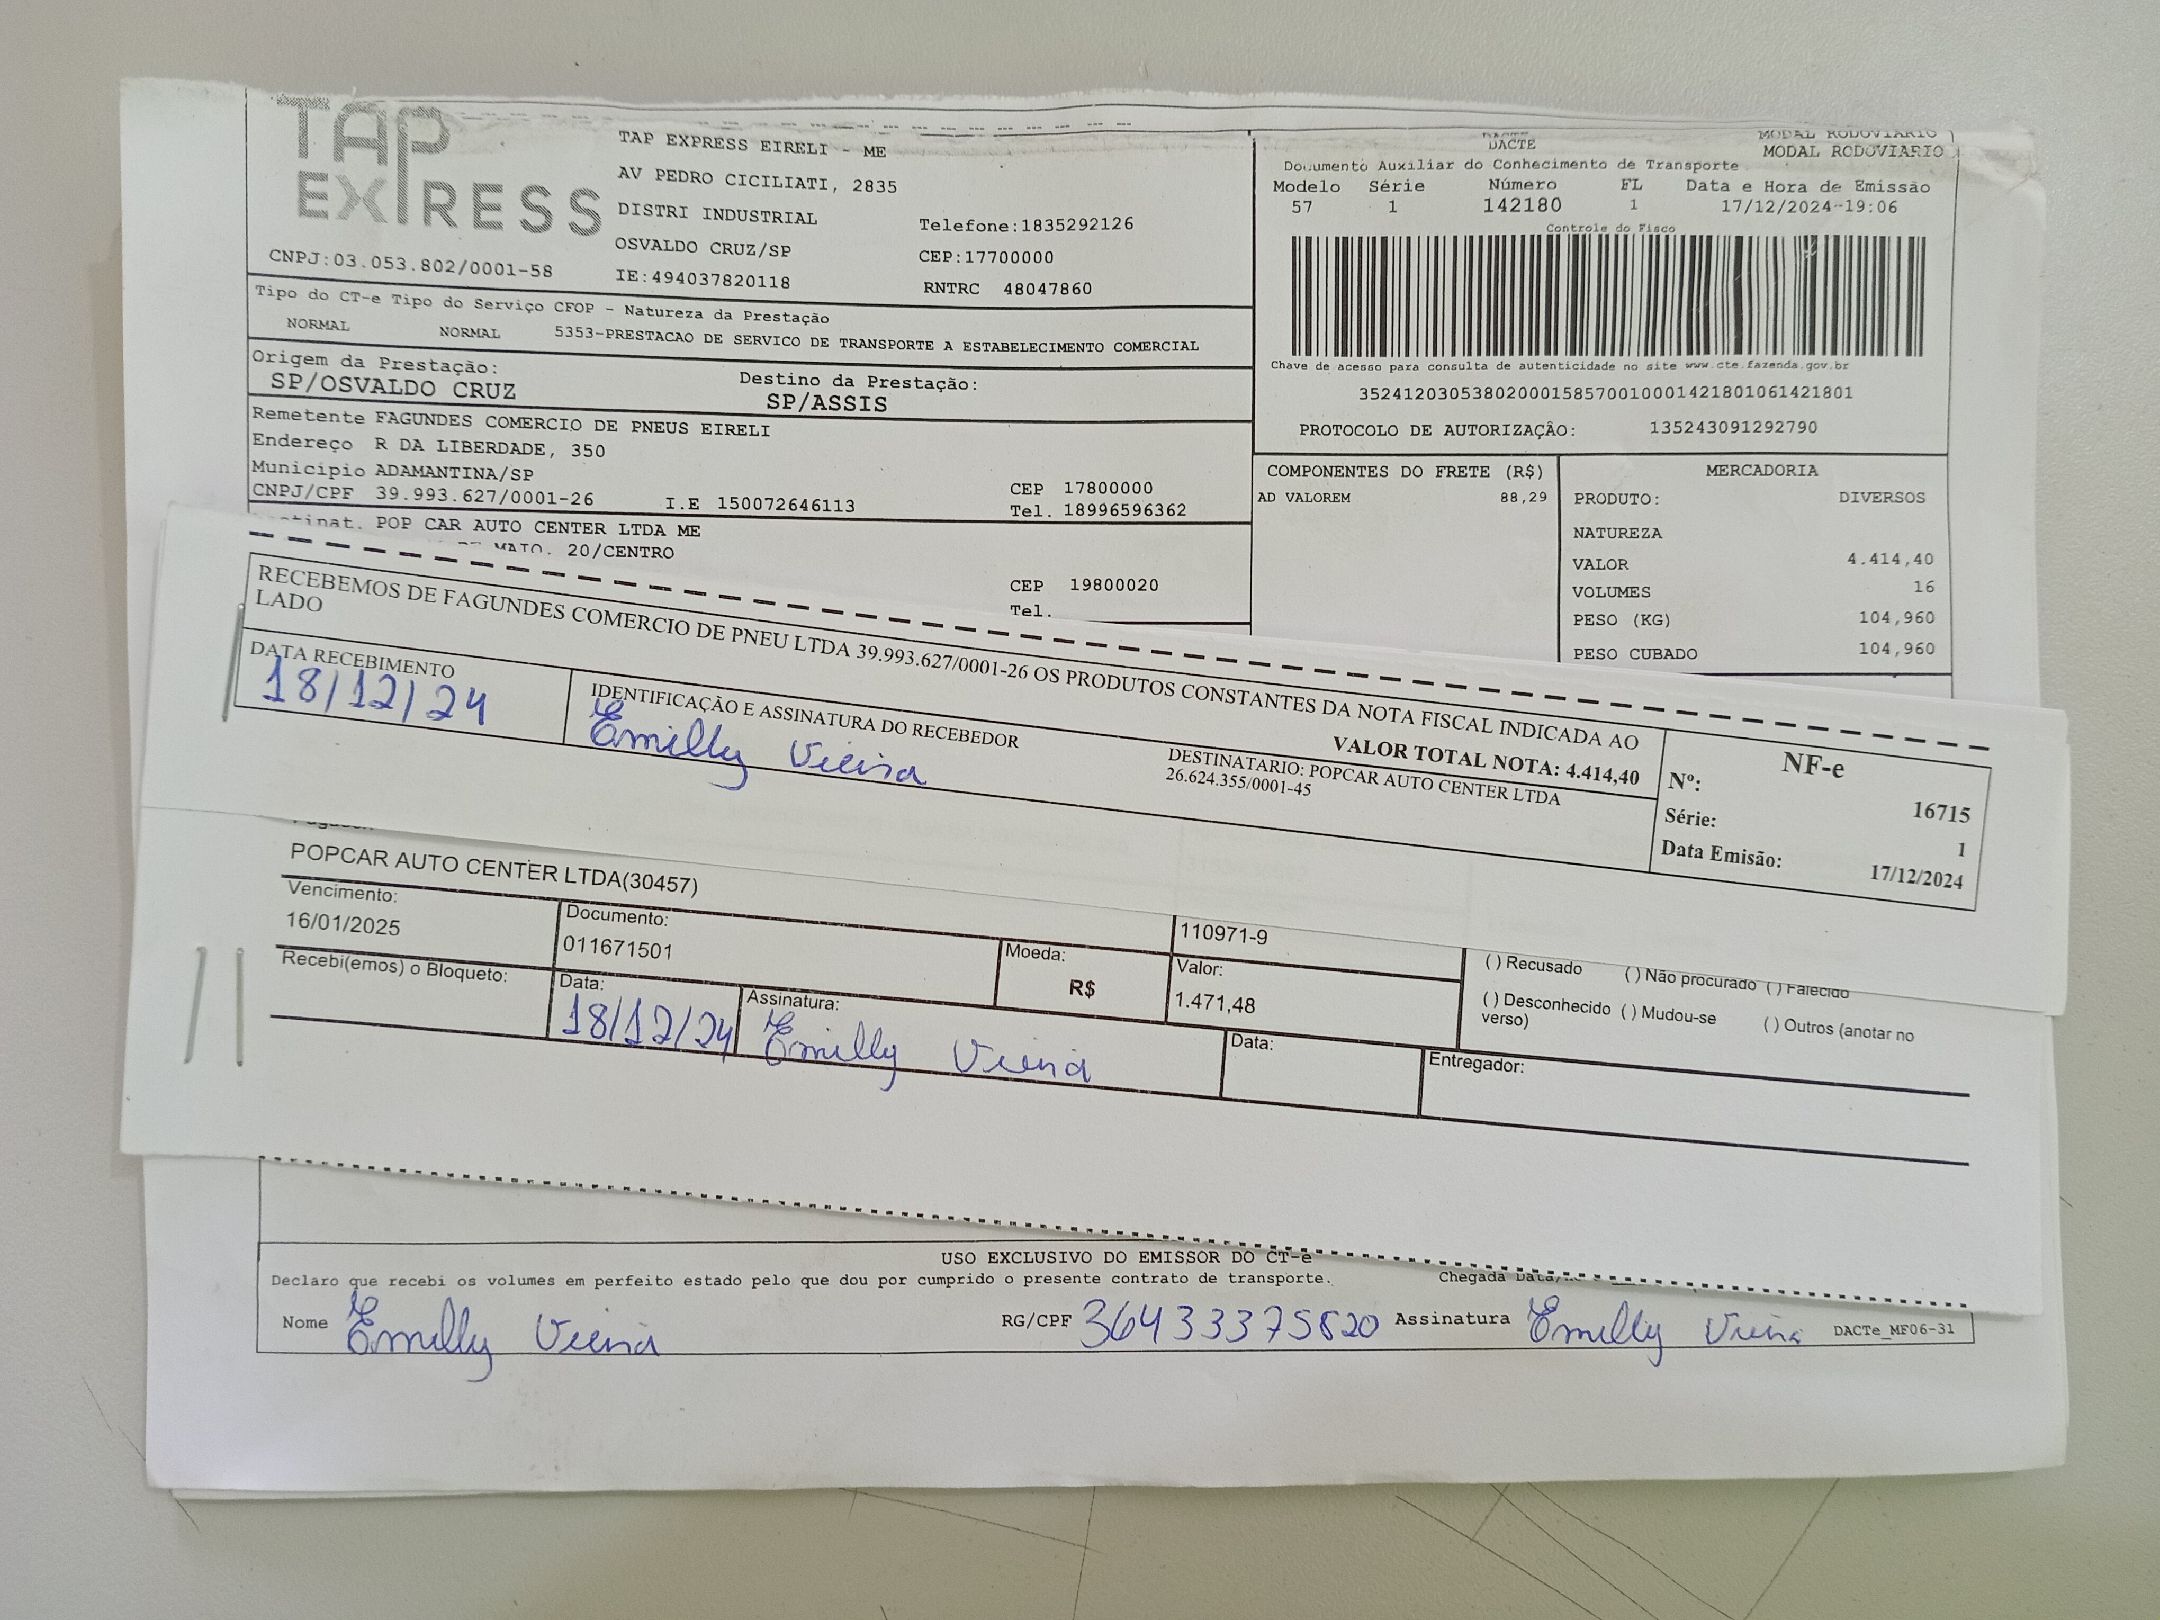 TAP
EXPRESS
CNPJ:03.053.802/0001-58
TAP EXPRESS EIRELI - ME
AV PEDRO CICILIATI, 2835
DISTRI INDUSTRIAL
Telefone:1835292126
OSVALDO CRUZ/SP
CEP:17700000
IE:494037820118
RNTRC 48047860
DACTE
MODAL RODOVIARIO
DACTE
MODAL RODOVIARIO
Documento Auxiliar do Conhecimento de Transporte
Modelo Série Número FL Data e Hora de Emissão
57 1 142180 1 17/12/2024-19:06
Controle do Fisco
Chave de acesso para consulta de autenticidade no site www.cte.fazenda.gov.br
35241203053802000158570010001421801061421801
PROTOCOLO DE AUTORIZAÇÃO: 135243091292790
Tipo do CT-e Tipo do Serviço CFOP - Natureza da Prestação
NORMAL NORMAL 5353-PRESTACAO DE SERVICO DE TRANSPORTE A ESTABELECIMENTO COMERCIAL
Origem da Prestação: Destino da Prestação:
SP/OSVALDO CRUZ SP/ASSIS
Remetente FAGUNDES COMERCIO DE PNEUS EIRELI
Endereço R DA LIBERDADE, 350
Municipio ADAMANTINA/SP
CEP 17800000
CNPJ/CPF 39.993.627/0001-26 I.E 150072646113 Tel. 18996596362
POP CAR AUTO CENTER LTDA ME
MAIO, 20/CENTRO
CEP 19800020
Tel.
COMPONENTES DO FRETE (R$)
AD VALOREM 88,29
MERCADORIA
PRODUTO: DIVERSOS
NATUREZA
VALOR 4.414,40
VOLUMES 16
PESO (KG) 104,960
PESO CUBADO 104,960
RECEBEMOS DE FAGUNDES COMERCIO DE PNEU LTDA 39.993.627/0001-26 OS PRODUTOS CONSTANTES DA NOTA FISCAL INDICADA AO
LADO
VALOR TOTAL NOTA: 4.414,40
DATA RECEBIMENTO
18/12/24
IDENTIFICAÇÃO E ASSINATURA DO RECEBEDOR
Emilly Vieira
DESTINATARIO: POPCAR AUTO CENTER LTDA
26.624.355/0001-45
NF-e
Nº: 16715
Série: 1
Data Emisão: 17/12/2024
POPCAR AUTO CENTER LTDA(30457)
110971-9
Vencimento:
16/01/2025
Documento:
011671501
Moeda:
R$
Valor:
1.471,48
( ) Recusado ( ) Não procurado ( ) Falecido
( ) Desconhecido ( ) Mudou-se ( ) Outros (anotar no
verso)
Recebi(emos) o Bloqueto:
Data:
18/12/24
Assinatura:
Emilly Vieira
Data:
Entregador:
USO EXCLUSIVO DO EMISSOR DO CT-e
Declaro que recebi os volumes em perfeito estado pelo que dou por cumprido o presente contrato de transporte. Chegada
Nome Emilly Vieira RG/CPF 36433375820 Assinatura Emilly Vieira DACTe_MF06-31